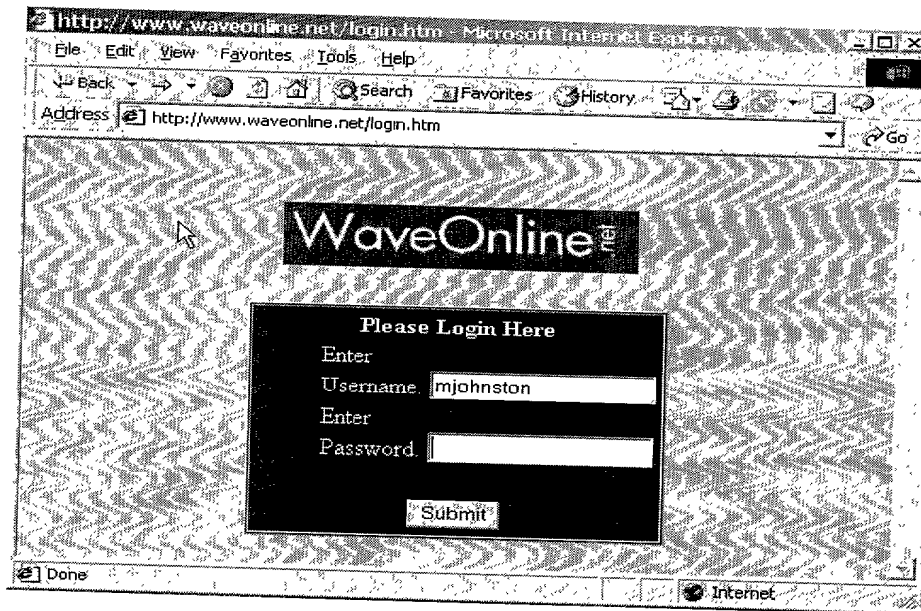 http://www.waveonline.net/login.htm - Microsoft Internet Explorer
File Edit View Favorites Tools Help
Back Search Favorites History
Address http://www.waveonline.net/login.htm Go
WaveOnline.net
Please Login Here
Enter
Username. mjohnston
Enter
Password.
Submit
Done Internet